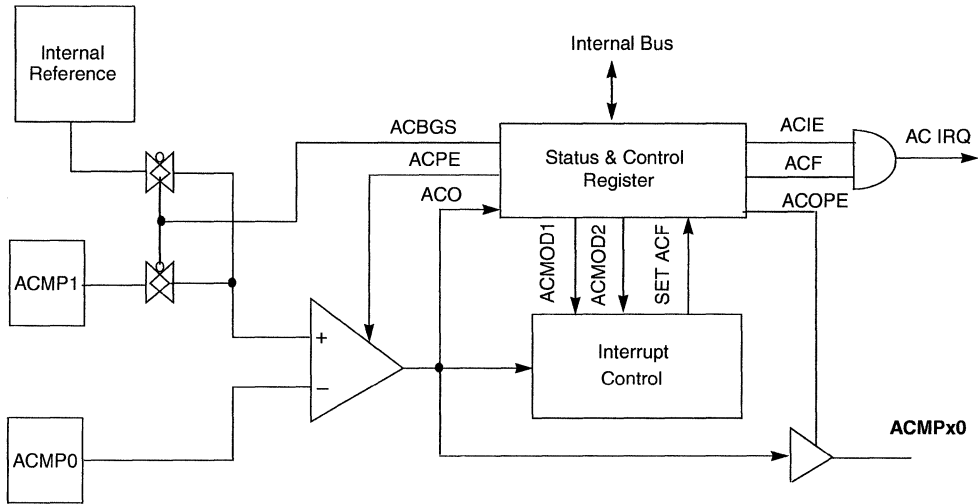 Internal
Reference
Internal Bus
ACBGS
ACPE
ACO
Status & Control
Register
ACIE
ACF
ACOPE
AC IRQ
ACMOD1
ACMOD2
SET ACF
ACMP1
+
−
Interrupt
Control
ACMP0
ACMPx0